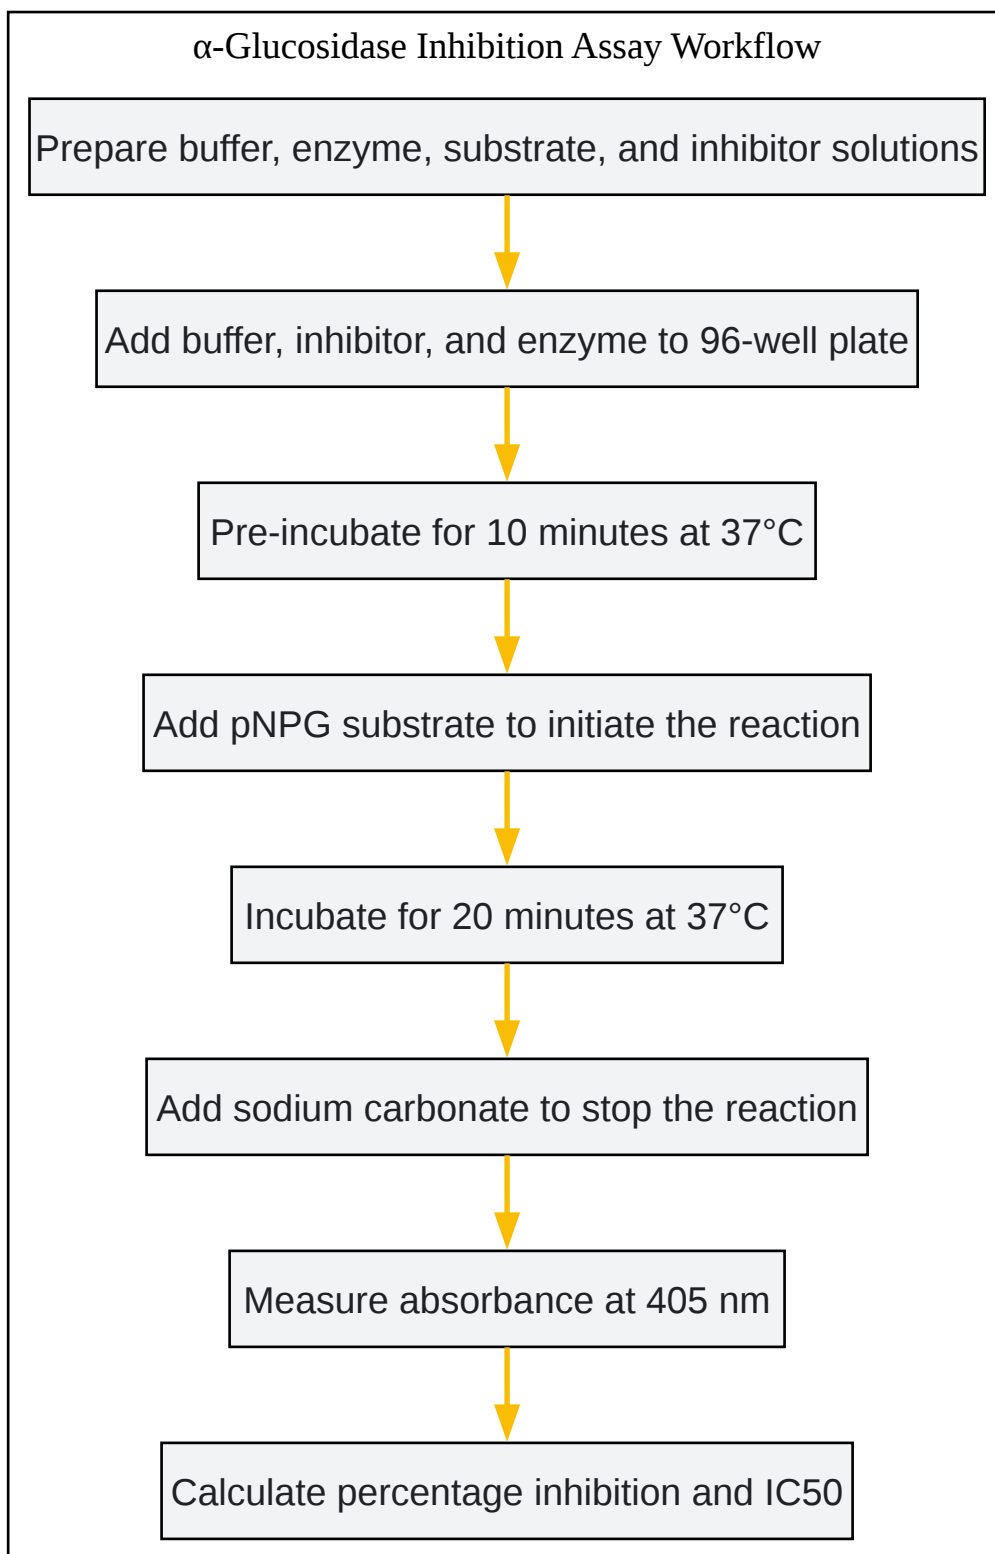 α-Glucosidase Inhibition Assay Workflow
Prepare buffer, enzyme, substrate, and inhibitor solutions
Add buffer, inhibitor, and enzyme to 96-well plate
Pre-incubate for 10 minutes at 37°C
Add pNPG substrate to initiate the reaction
Incubate for 20 minutes at 37°C
Add sodium carbonate to stop the reaction
Measure absorbance at 405 nm
Calculate percentage inhibition and IC50